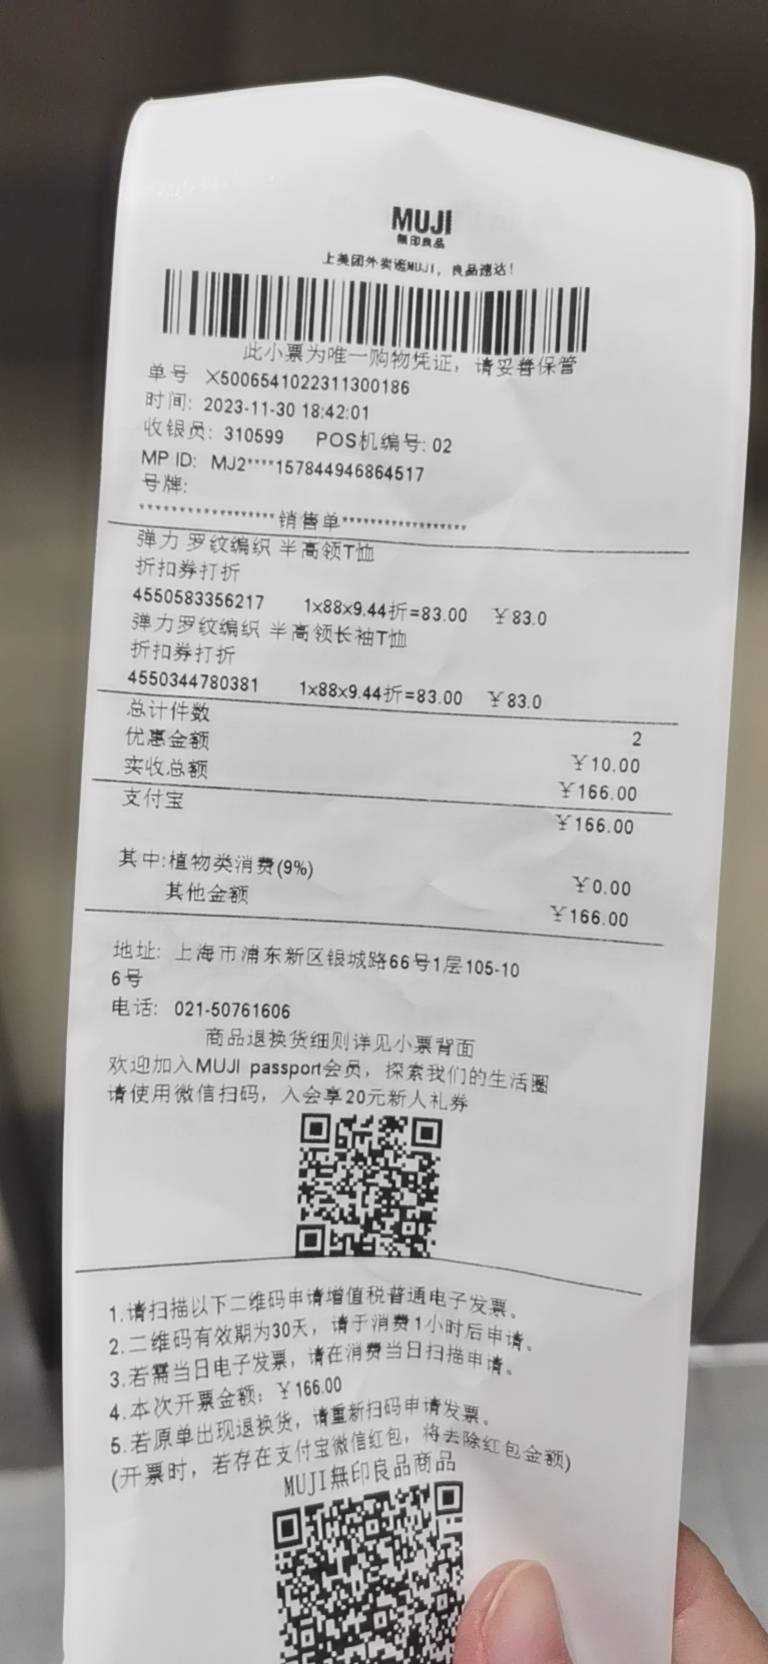 MUJI
無印良品
上美团外卖逛MUJI，良品速达！
此小票为唯一购物凭证，请妥善保管
单号 X5006541022311300186
时间: 2023-11-30 18:42:01
收银员: 310599 POS机编号: 02
MP ID: MJ2****157844946864517
号牌:
******************销售单******************
弹力 罗纹编织 半高领T恤
折扣券打折
4550583356217 1x88x9.44折=83.00 ￥83.0
弹力罗纹编织 半高领长袖T恤
折扣券打折
4550344780381 1x88x9.44折=83.00 ￥83.0
总计件数 2
优惠金额 ￥10.00
实收总额 ￥166.00
支付宝 ￥166.00
其中:植物类消费(9%) ￥0.00
其他金额 ￥166.00
地址: 上海市浦东新区银城路66号1层105-10
6号
电话: 021-50761606
商品退换货细则详见小票背面
欢迎加入MUJI passport会员，探索我们的生活圈
请使用微信扫码，入会享20元新人礼券
1.请扫描以下二维码申请增值税普通电子发票。
2.二维码有效期为30天，请于消费1小时后申请。
3.若需当日电子发票，请在消费当日扫描申请。
4.本次开票金额: ￥166.00
5.若原单出现退换货，请重新扫码申请发票。
(开票时，若存在支付宝微信红包，将去除红包金额)
MUJI無印良品商品